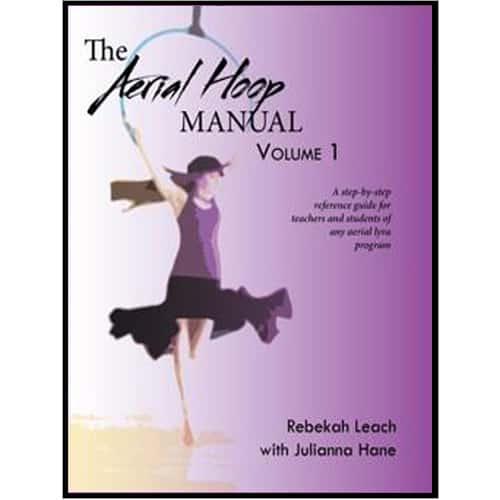 The
Aerial Hoop
MANUAL
VOLUME 1
A step-by-step
reference guide for
teachers and students of
any aerial lyra
program
Rebekah Leach
with Julianna Hane